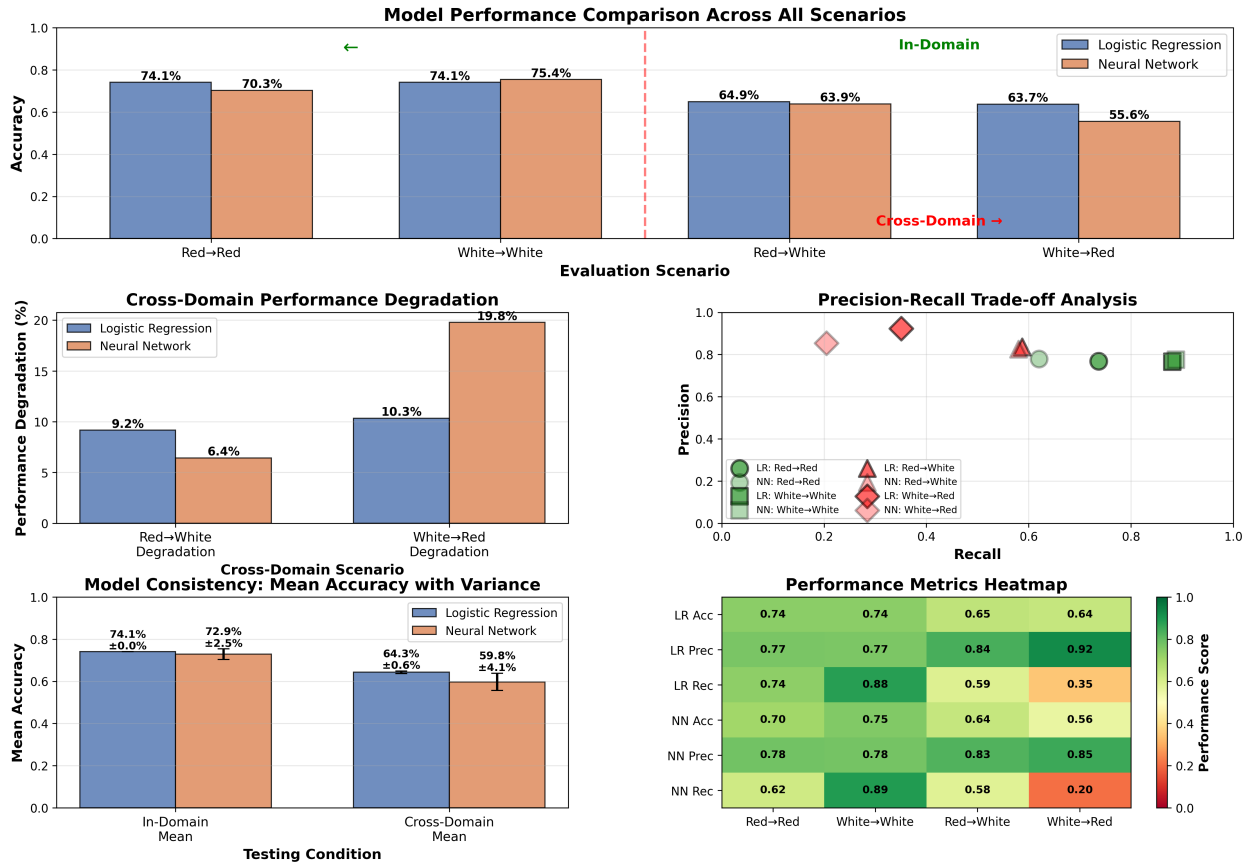 Model Performance Comparison Across All Scenarios
Accuracy
1.0
0.8
0.6
0.4
0.2
0.0
←
In-Domain
Logistic Regression
Neural Network
74.1%
70.3%
74.1%
75.4%
64.9%
63.9%
63.7%
55.6%
Cross-Domain →
Red→Red
White→White
Red→White
White→Red
Evaluation Scenario
Cross-Domain Performance Degradation
Performance Degradation (%)
20
15
10
5
0
Logistic Regression
Neural Network
9.2%
6.4%
10.3%
19.8%
Red→White
Degradation
White→Red
Degradation
Cross-Domain Scenario
Precision-Recall Trade-off Analysis
Precision
1.0
0.8
0.6
0.4
0.2
0.0
LR: Red→Red
NN: Red→Red
LR: White→White
NN: White→White
LR: Red→White
NN: Red→White
LR: White→Red
NN: White→Red
0.0
0.2
0.4
0.6
0.8
1.0
Recall
Model Consistency: Mean Accuracy with Variance
Mean Accuracy
1.0
0.8
0.6
0.4
0.2
0.0
Logistic Regression
Neural Network
74.1%
±0.0%
72.9%
±2.5%
64.3%
±0.6%
59.8%
±4.1%
In-Domain
Mean
Cross-Domain
Mean
Testing Condition
Performance Metrics Heatmap
LR Acc 0.74 0.74 0.65 0.64
LR Prec 0.77 0.77 0.84 0.92
LR Rec 0.74 0.88 0.59 0.35
NN Acc 0.70 0.75 0.64 0.56
NN Prec 0.78 0.78 0.83 0.85
NN Rec 0.62 0.89 0.58 0.20
Red→Red
White→White
Red→White
White→Red
1.0
0.8
0.6
0.4
0.2
0.0
Performance Score